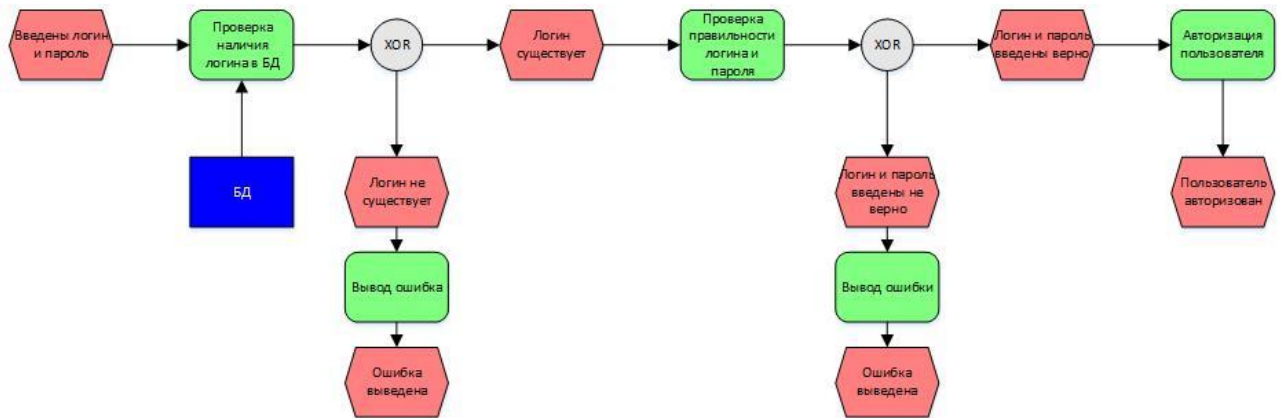 Введены логин
и пароль
Проверка
наличия
логина в БД
XOR
Логин
существует
Проверка
правильности
логина и
пароля
XOR
Логин и пароль
введены верно
Авторизация
пользователя
БД
Логин не
существует
Логин и пароль
введены не
верно
Пользователь
авторизован
Вывод ошибка
Вывод ошибки
Ошибка
выведена
Ошибка
выведена